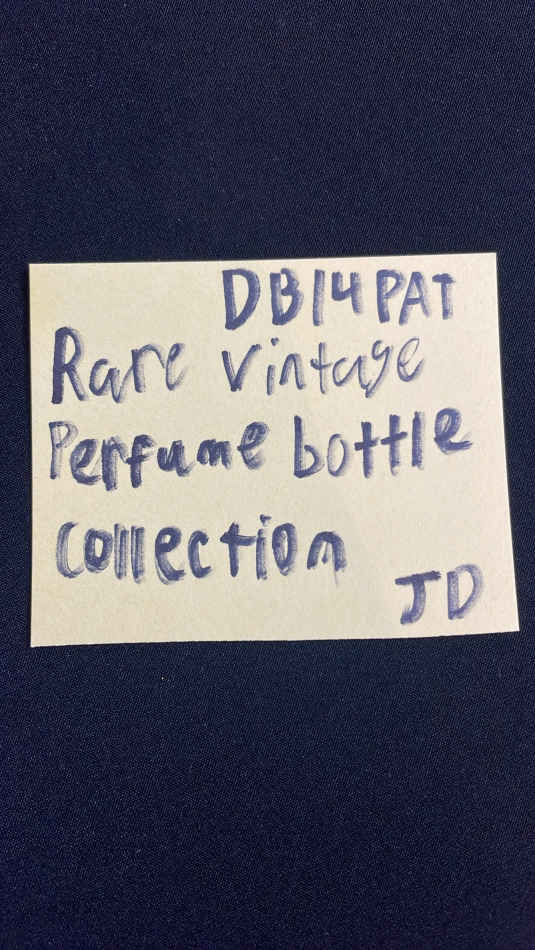 DB14PAT
Rare vintage
Perfume bottle
collection
JD